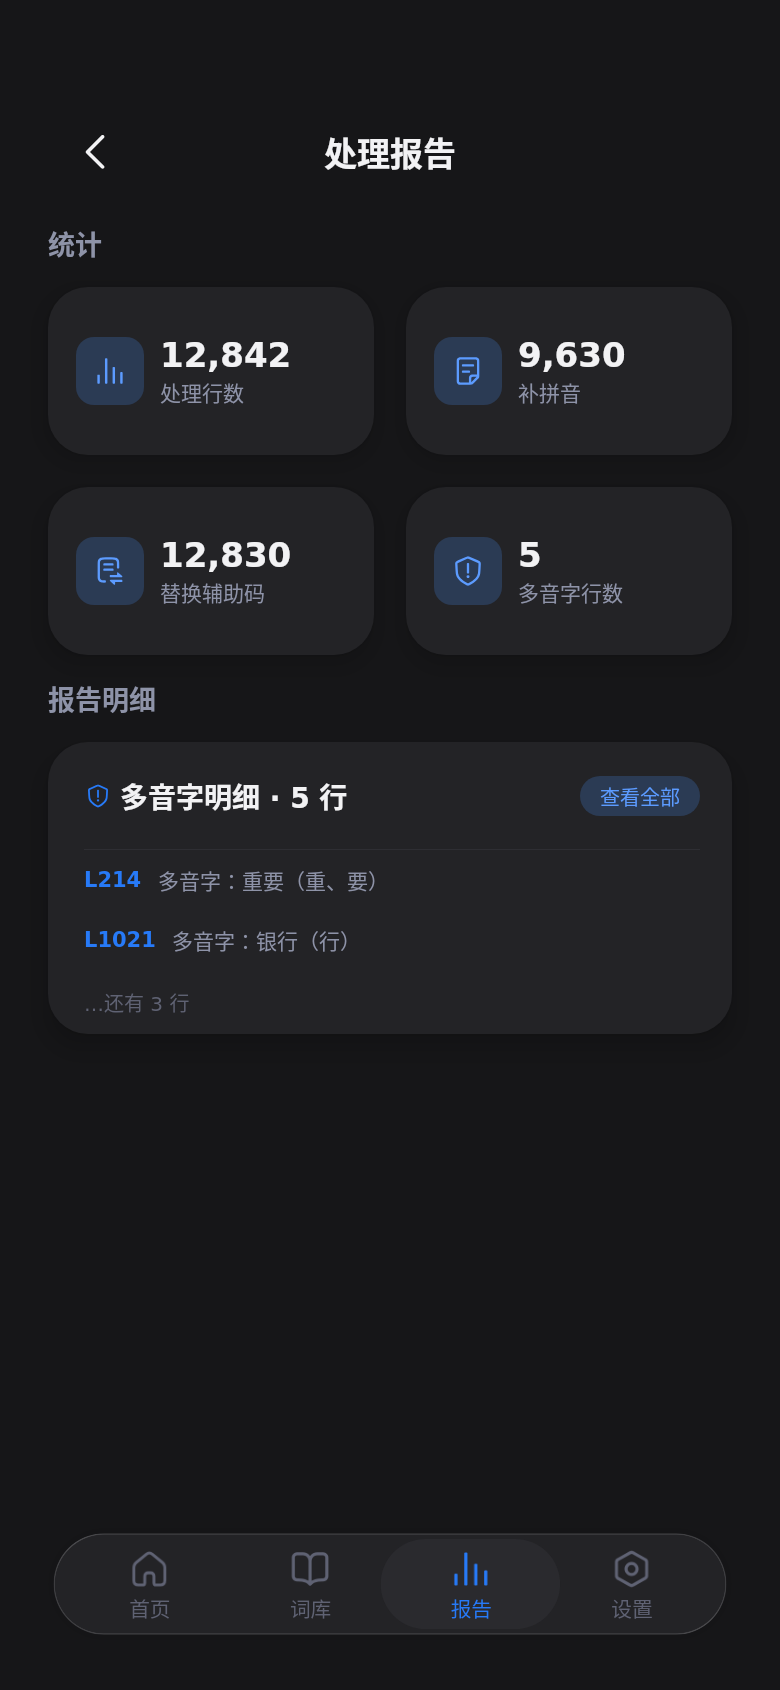 处理报告
统计
12,842
处理行数
9,630
补拼音
12,830
替换辅助码
5
多音字行数
报告明细
多音字明细 · 5 行
查看全部
L214 多音字：重要（重、要）
L1021 多音字：银行（行）
...还有 3 行
首页
词库
报告
设置